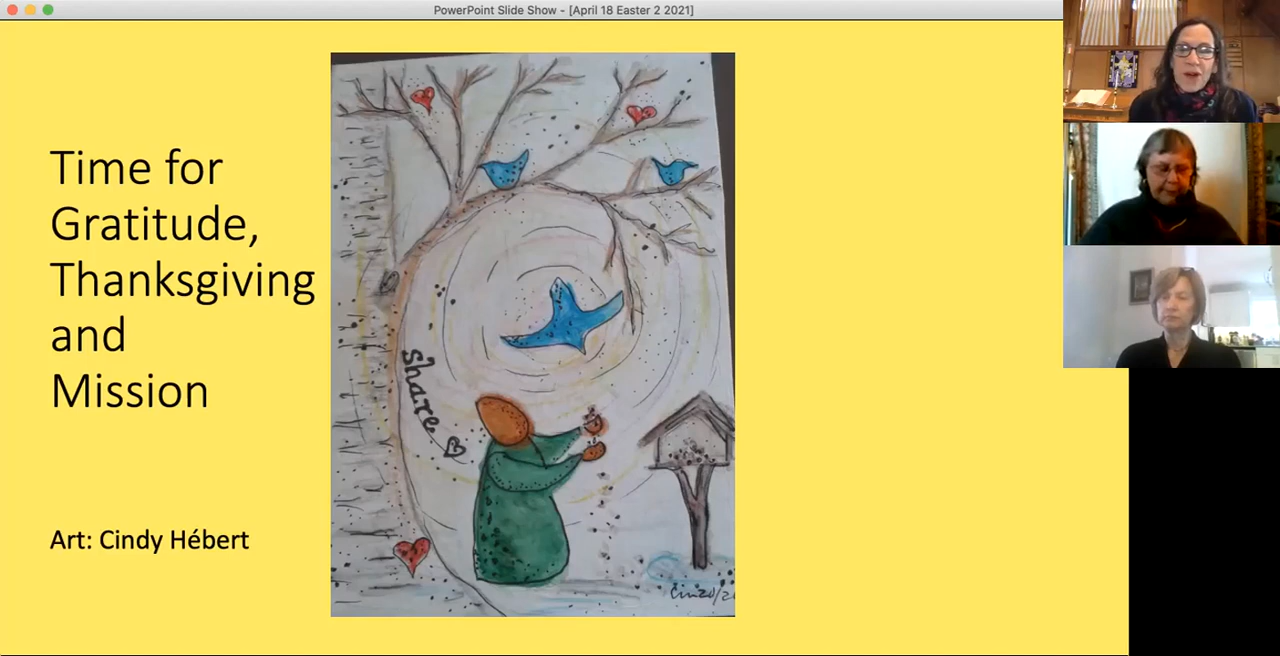 PowerPoint Slide Show - [April 18 Easter 2 2021]
Time for
Gratitude,
Thanksgiving
and
Mission
Share
Art: Cindy Hébert